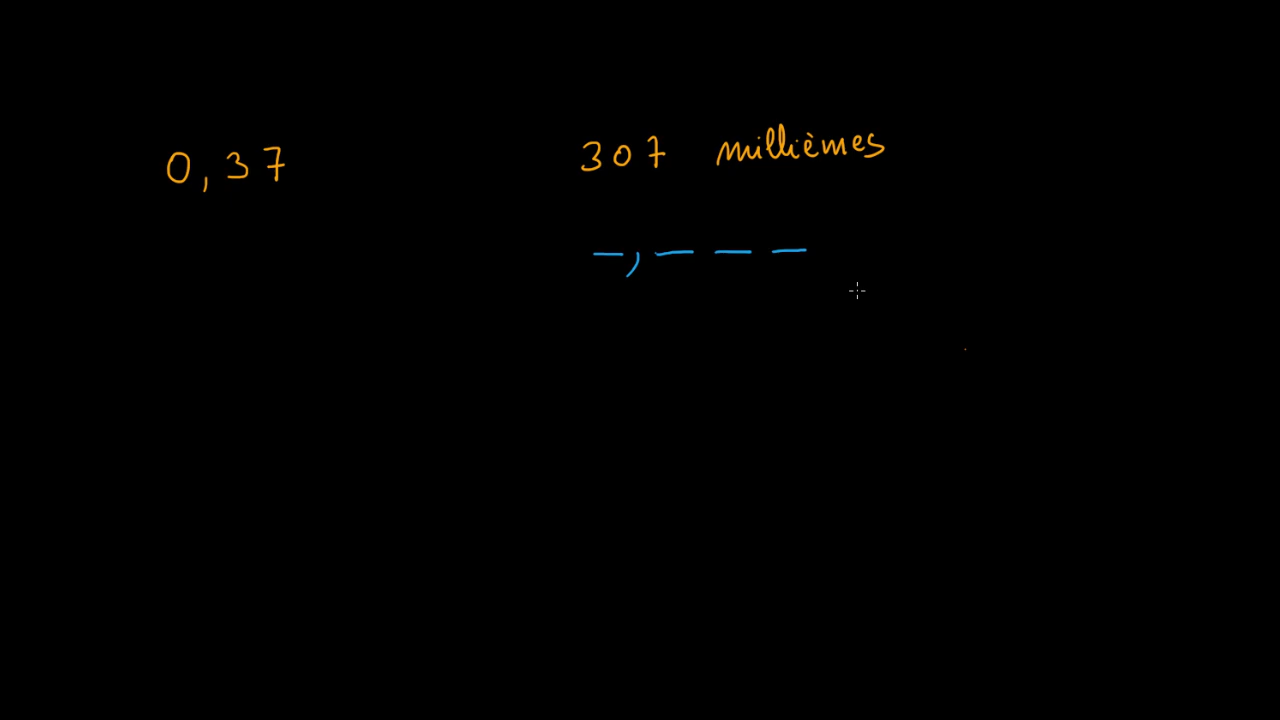 0,37
307 millièmes
_,_ _ _